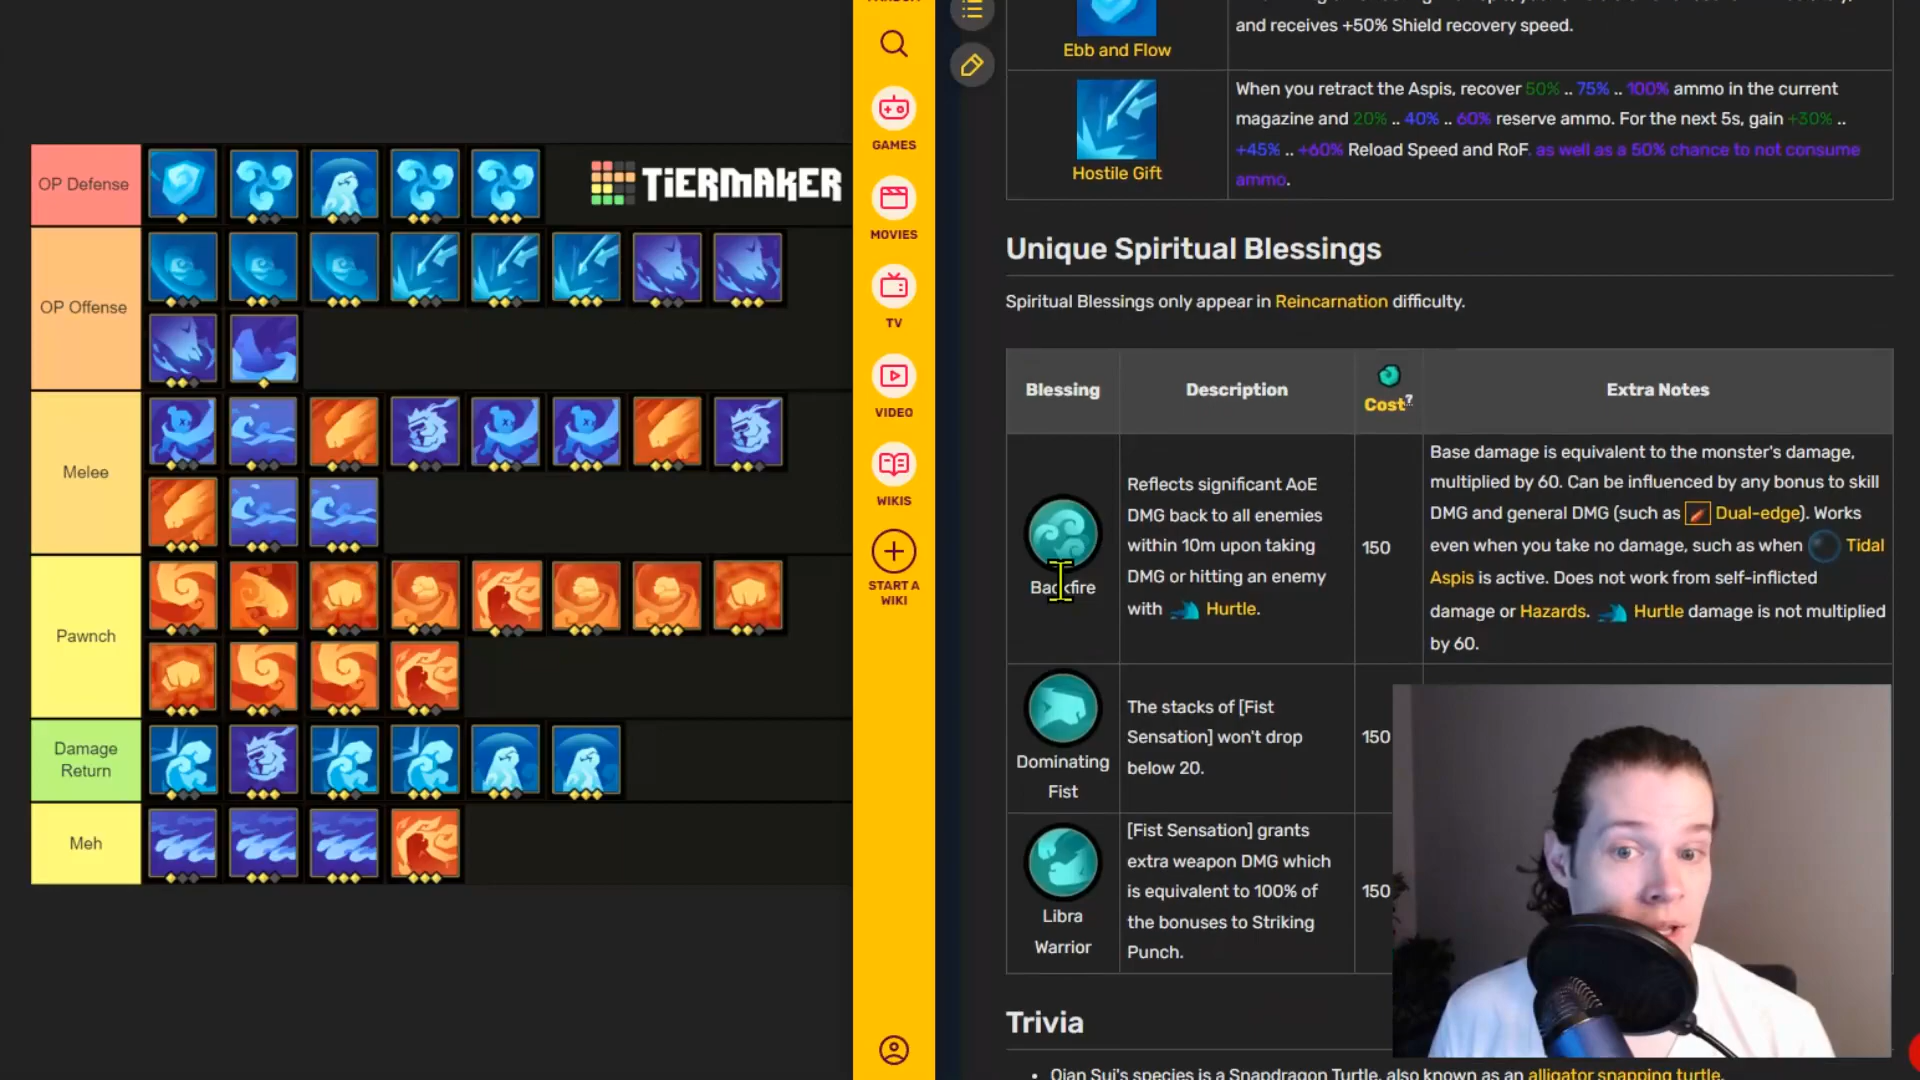 OP Defense
TiERMAKER
OP Offense
Melee
Pawnch
Damage
Return
Meh
GAMES
MOVIES
TV
VIDEO
WIKIS
START A
WIKI
Ebb and Flow
and receives +50% Shield recovery speed.
Hostile Gift
When you retract the Aspis, recover 50% .. 75% .. 100% ammo in the current
magazine and 20% .. 40% .. 60% reserve ammo. For the next 5s, gain +30% ..
+45% .. +60% Reload Speed and RoF. as well as a 50% chance to not consume
ammo.
Unique Spiritual Blessings
Spiritual Blessings only appear in Reincarnation difficulty.
Blessing
Description
Cost?
Extra Notes
Backfire
Reflects significant AoE
DMG back to all enemies
within 10m upon taking
DMG or hitting an enemy
with Hurtle.
150
Base damage is equivalent to the monster's damage,
multiplied by 60. Can be influenced by any bonus to skill
DMG and general DMG (such as Dual-edge). Works
even when you take no damage, such as when Tidal
Aspis is active. Does not work from self-inflicted
damage or Hazards. Hurtle damage is not multiplied
by 60.
Dominating
Fist
The stacks of [Fist
Sensation] won't drop
below 20.
150
Libra
Warrior
[Fist Sensation] grants
extra weapon DMG which
is equivalent to 100% of
the bonuses to Striking
Punch.
150
Trivia
• Qian Sui's species is a Snapdragon Turtle, also known as an alligator snapping turtle.